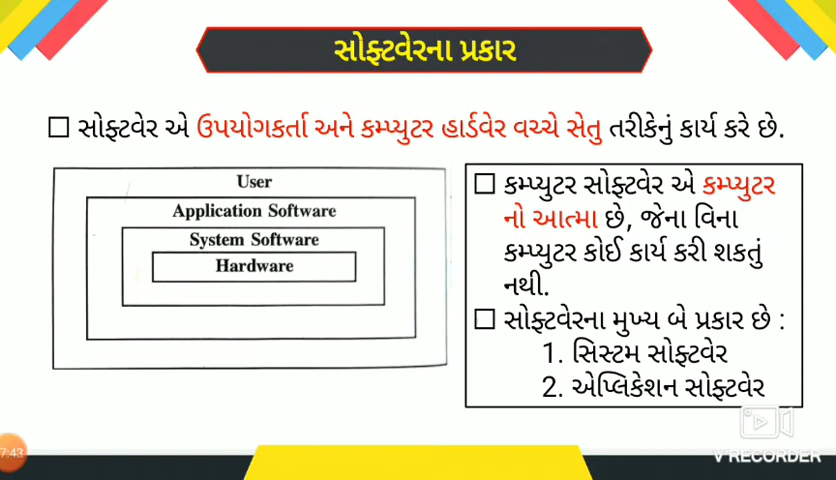 સોફ્ટવેરના પ્રકાર
☐ સોફ્ટવેર એ ઉપયોગકર્તા અને કમ્પ્યુટર હાર્ડવેર વચ્ચે સેતુ તરીકેનું કાર્ય કરે છે.
User
Application Software
System Software
Hardware
☐ કમ્પ્યુટર સોફ્ટવેર એ કમ્પ્યુટર
નો આત્મા છે, જેના વિના
કમ્પ્યુટર કોઈ કાર્ય કરી શકતું
નથી.
☐ સોફ્ટવેરના મુખ્ય બે પ્રકાર છે :
1. સિસ્ટમ સોફ્ટવેર
2. એપ્લિકેશન સોફ્ટવેર
7:43
V RECORDER